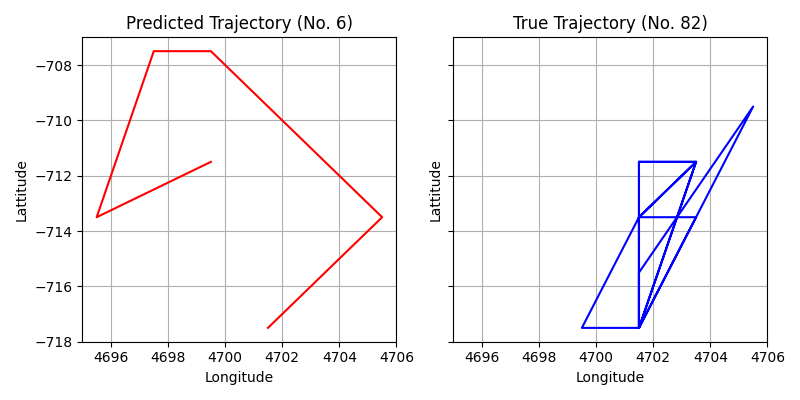 Predicted Trajectory (No. 6)
True Trajectory (No. 82)
Lattitude
−708
−710
−712
−714
−716
−718
4696 4698 4700 4702 4704 4706
Longitude
Lattitude
4696 4698 4700 4702 4704 4706
Longitude